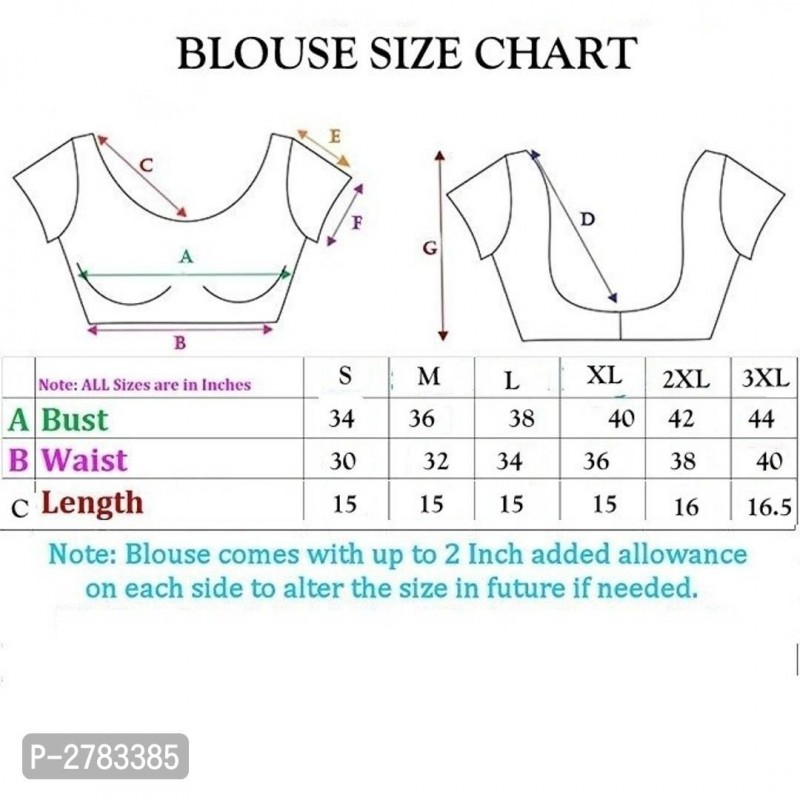 BLOUSE SIZE CHART
C
E
F
A
B
D
G
Note: ALL Sizes are in Inches S M L XL 2XL 3XL
A Bust 34 36 38 40 42 44
B Waist 30 32 34 36 38 40
C Length 15 15 15 15 16 16.5
Note: Blouse comes with up to 2 Inch added allowance
on each side to alter the size in future if needed.
P-2783385